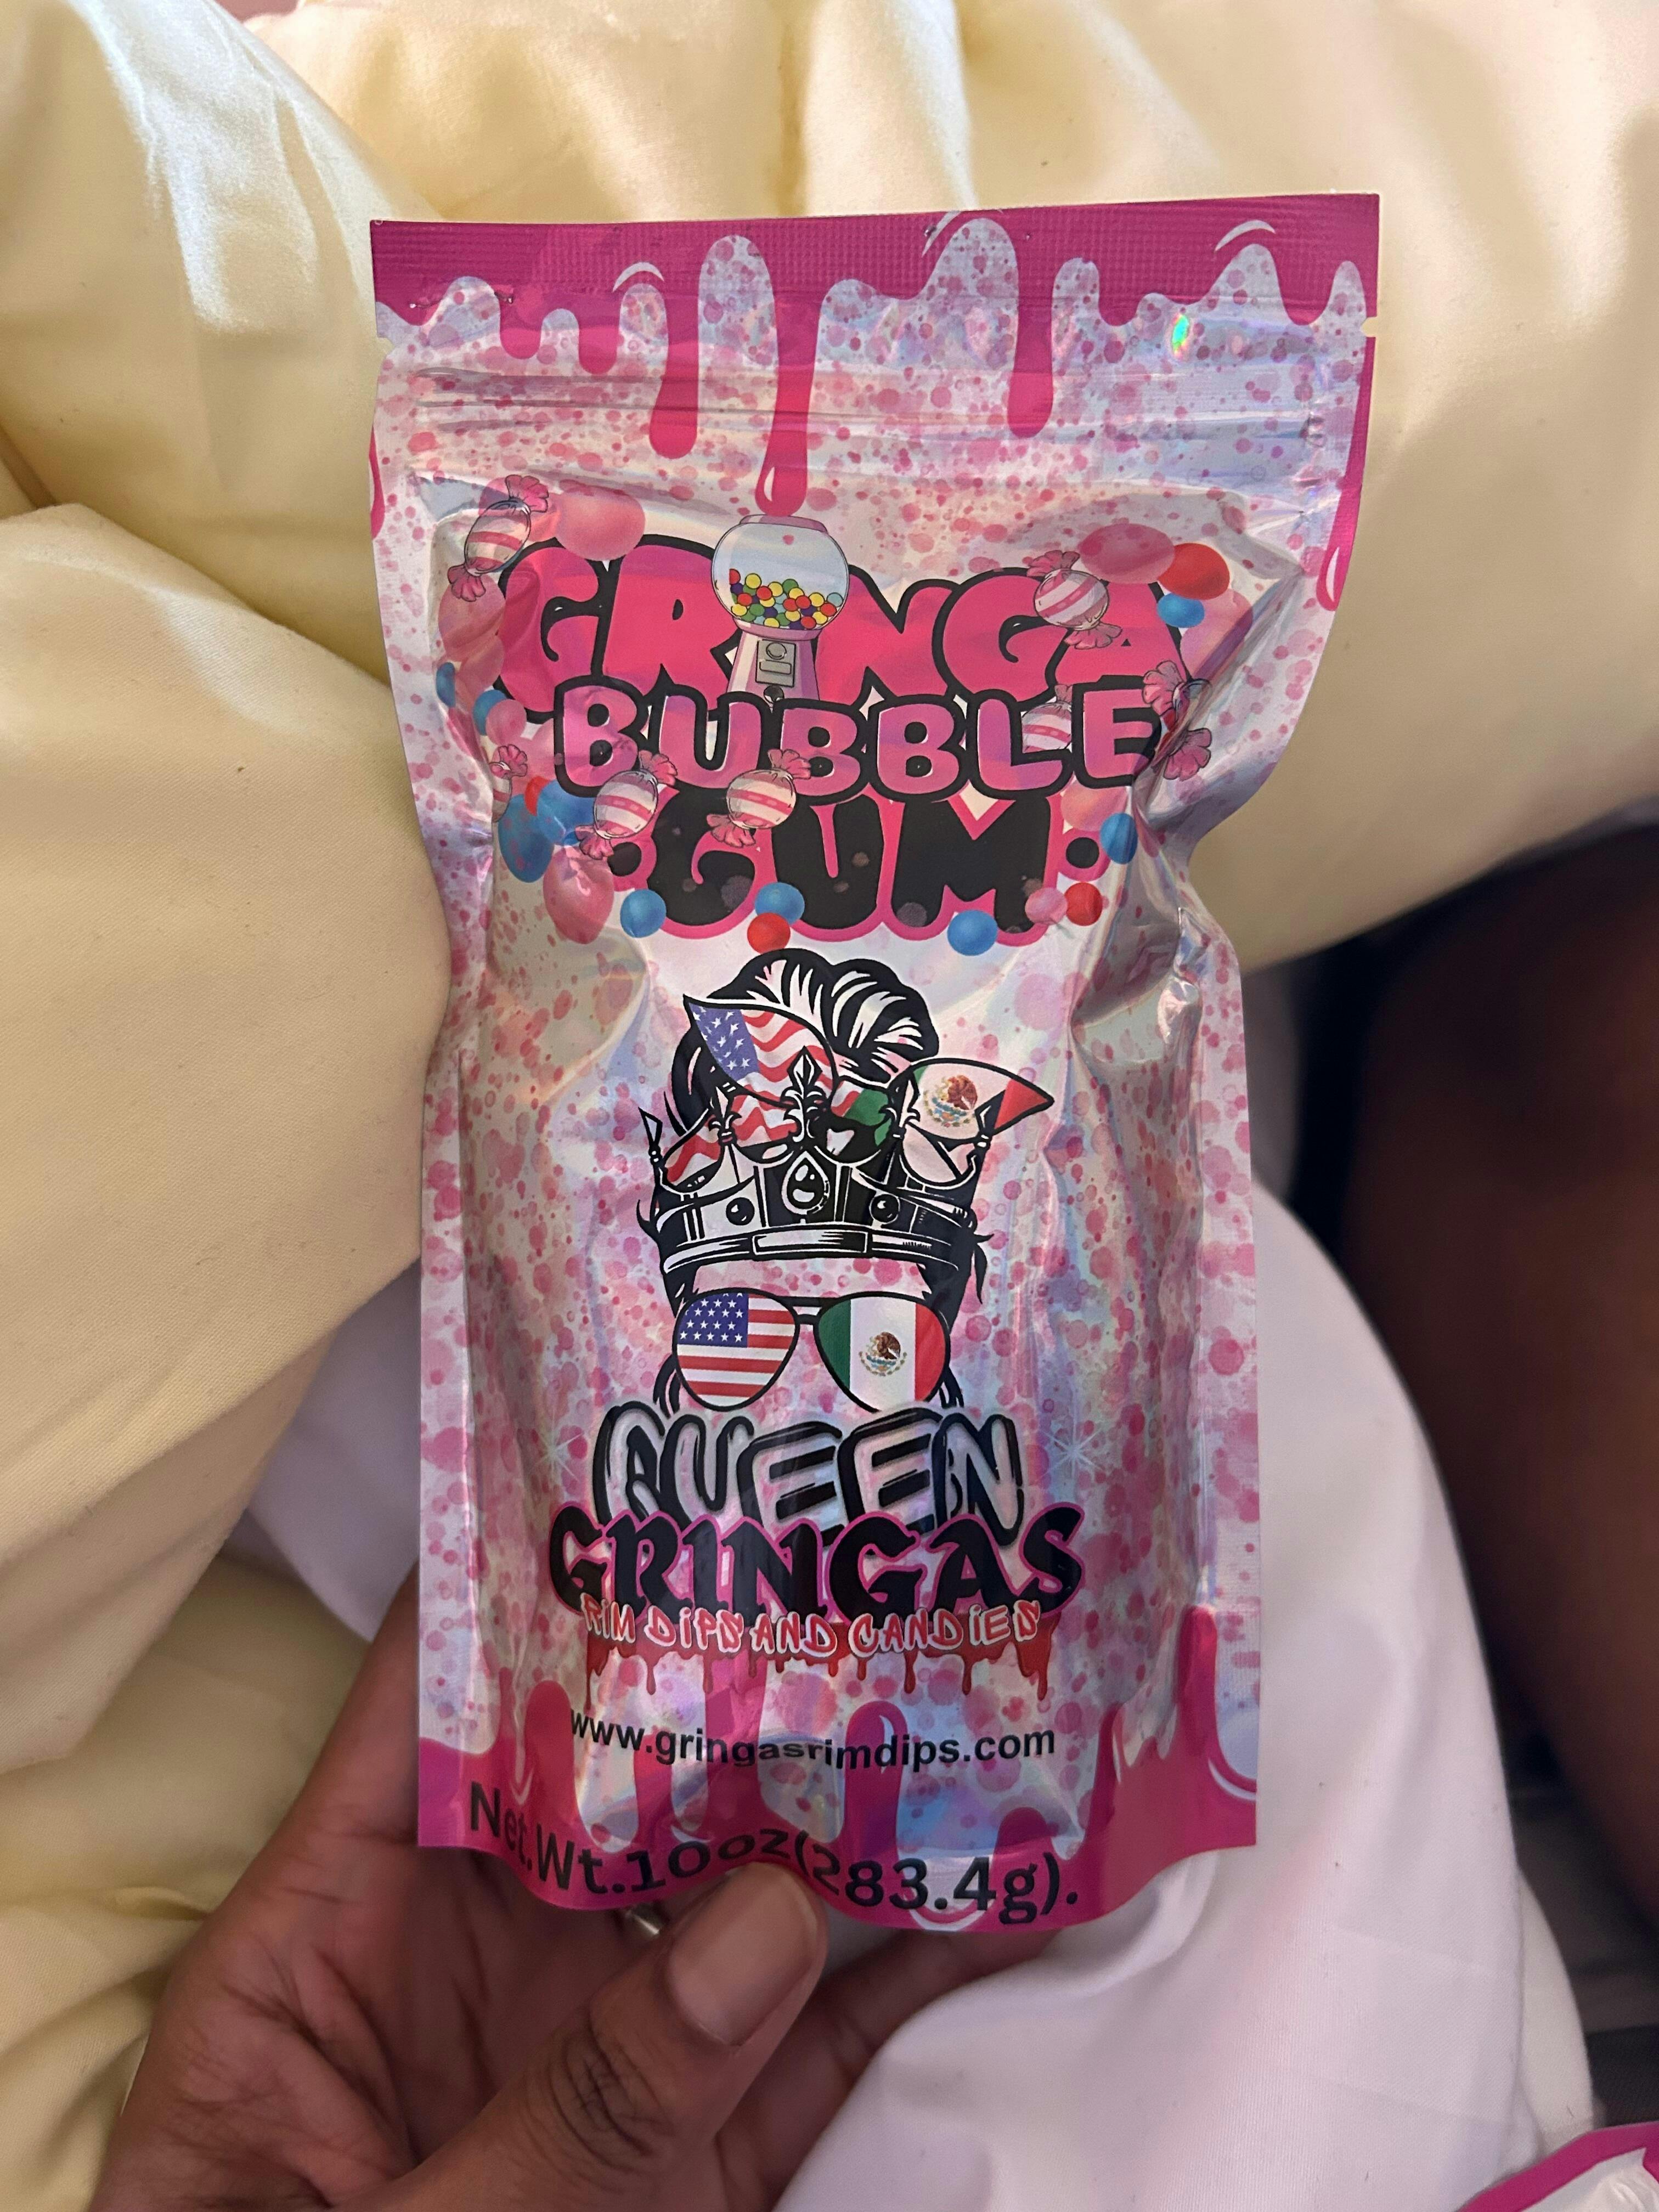 GRINGA
BUBBLE
GUM
QUEEN
GRINGAS
RIM DIPS AND CANDIES
www.gringasrimdips.com
Net.Wt.10oz(283.4g).